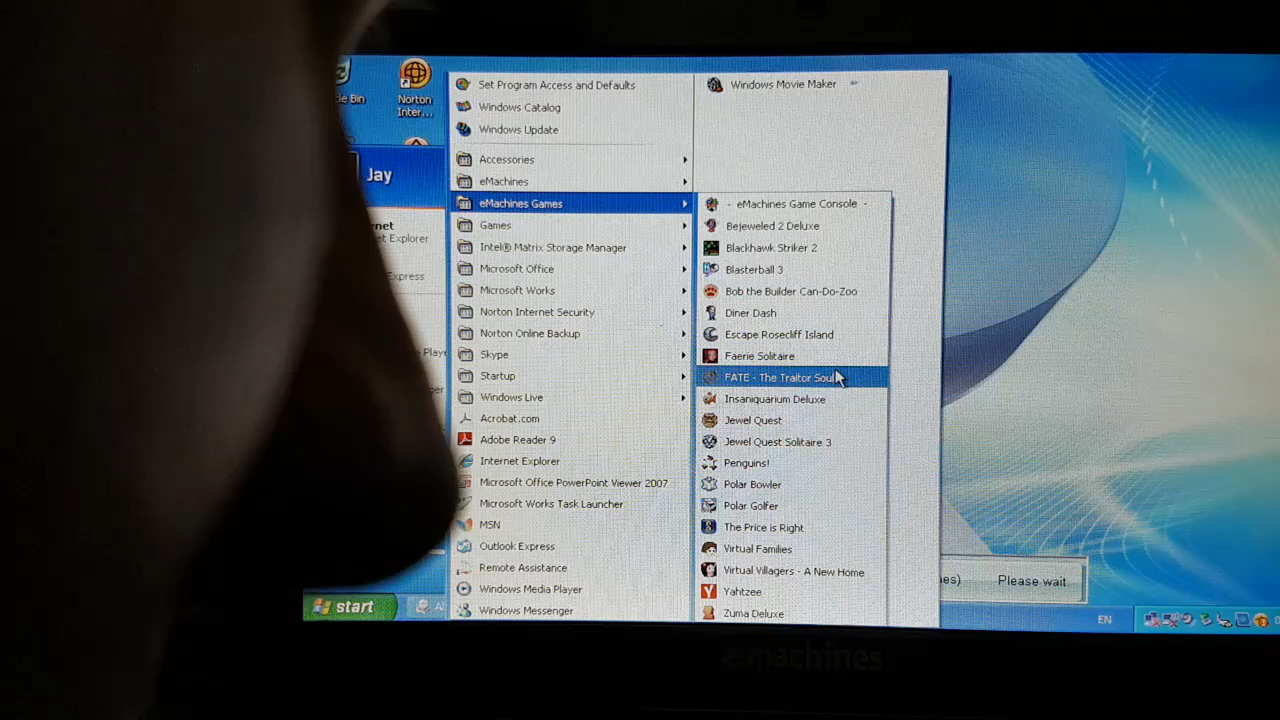 Norton
Inter...
Jay
Set Program Access and Defaults
Windows Catalog
Windows Update
Accessories
eMachines
eMachines Games
Games
Intel® Matrix Storage Manager
Microsoft Office
Microsoft Works
Norton Internet Security
Norton Online Backup
Skype
Startup
Windows Live
Acrobat.com
Adobe Reader 9
Internet Explorer
Microsoft Office PowerPoint Viewer 2007
Microsoft Works Task Launcher
MSN
Outlook Express
Remote Assistance
Windows Media Player
Windows Messenger
Windows Movie Maker
- eMachines Game Console -
Bejeweled 2 Deluxe
Blackhawk Striker 2
Blasterball 3
Bob the Builder Can-Do-Zoo
Diner Dash
Escape Rosecliff Island
Faerie Solitaire
FATE - The Traitor Soul
Insaniquarium Deluxe
Jewel Quest
Jewel Quest Solitaire 3
Penguins!
Polar Bowler
Polar Golfer
The Price is Right
Virtual Families
Virtual Villagers - A New Home
Yahtzee
Zuma Deluxe
Bin
net
Explorer
Express
Please wait
start
EN
emachines